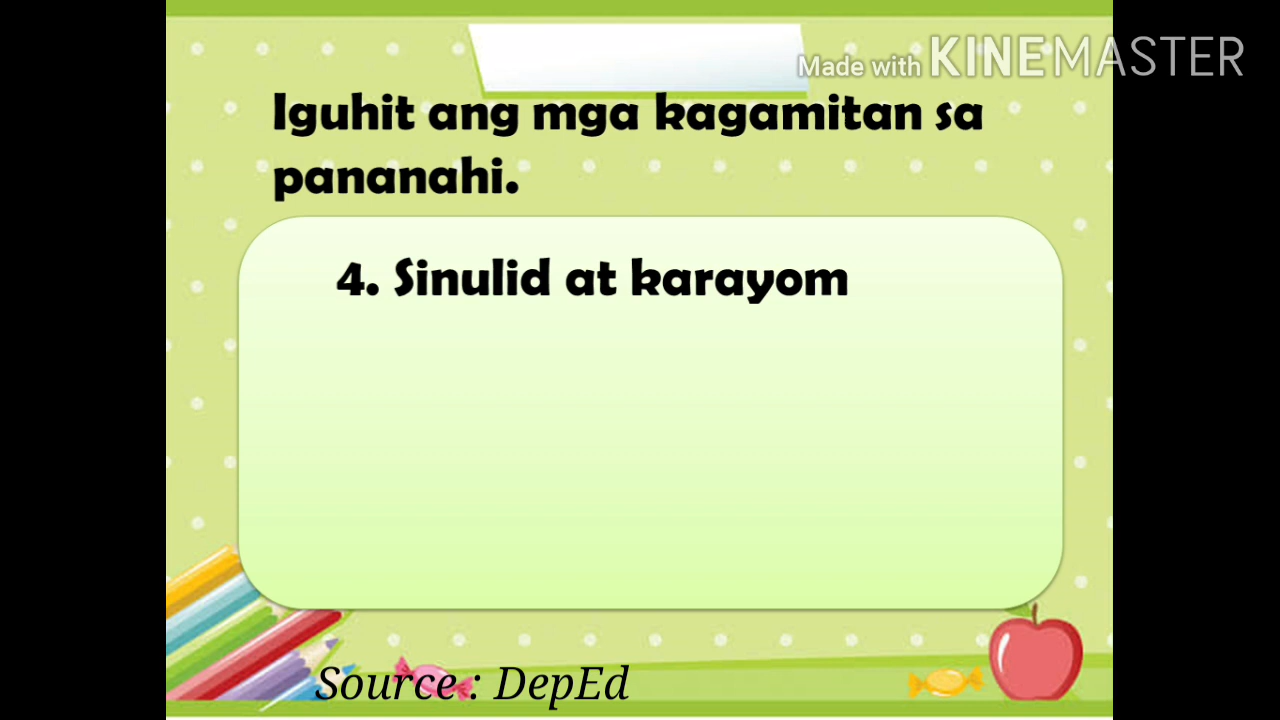 Made with KINEMASTER
Iguhit ang mga kagamitan sa
pananahi.
4. Sinulid at karayom
Source : DepEd